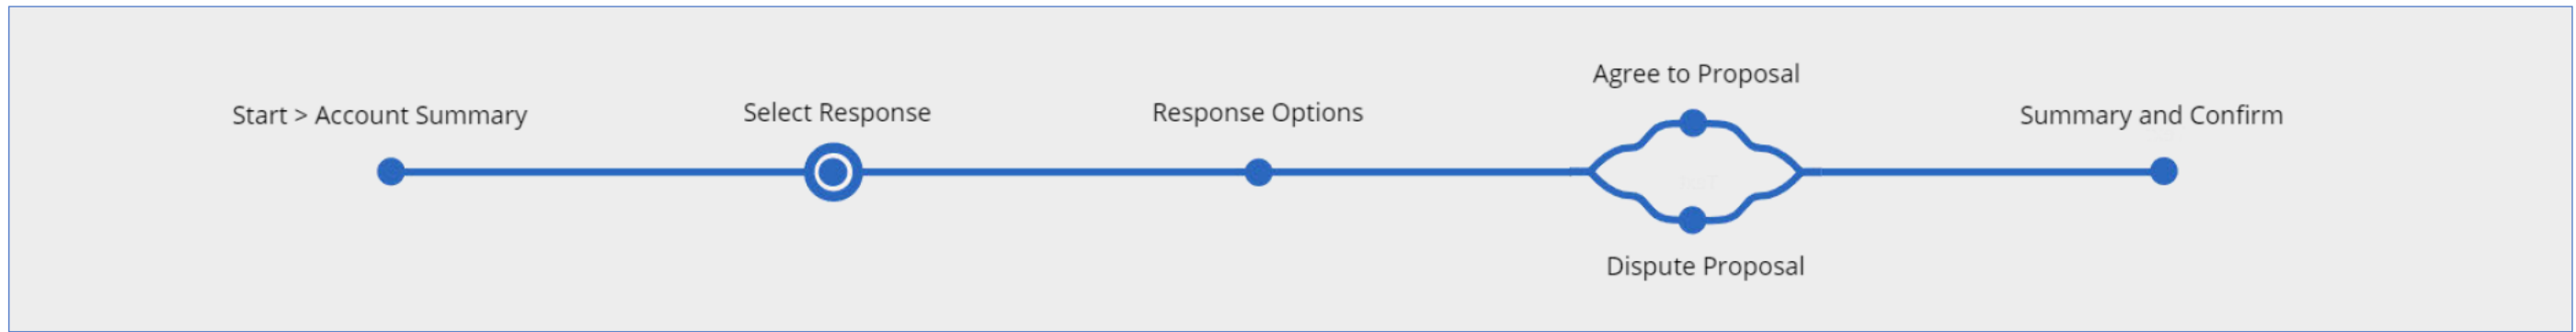 Start > Account Summary
Select Response
Response Options
Agree to Proposal
Dispute Proposal
Summary and Confirm